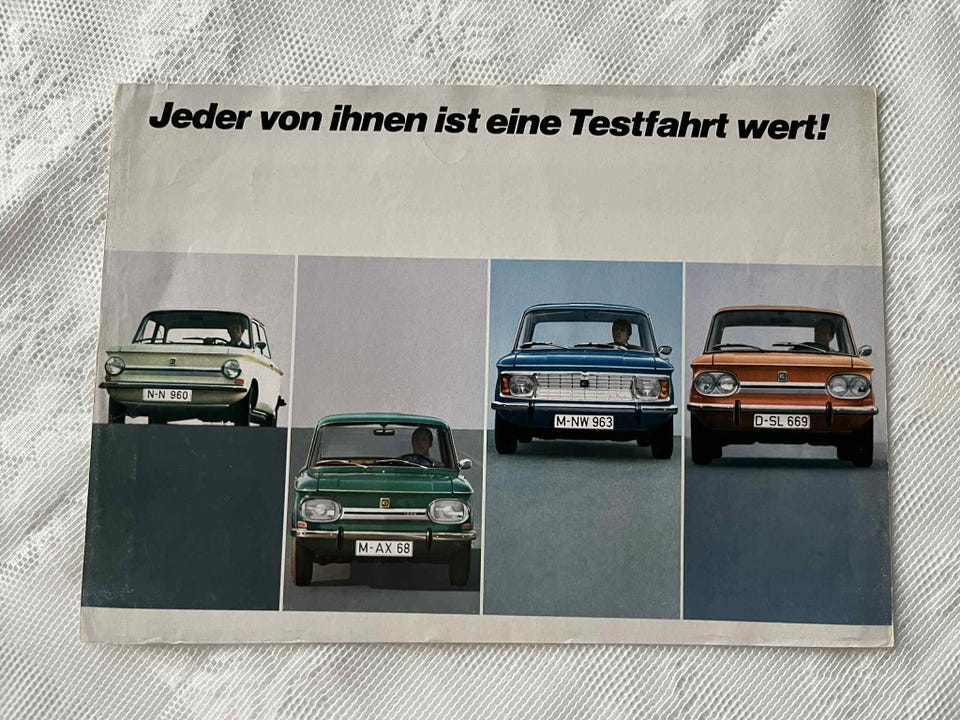 Jeder von ihnen ist eine Testfahrt wert!
N-N 960
M-AX 68
M-NW 963
D-SL 669